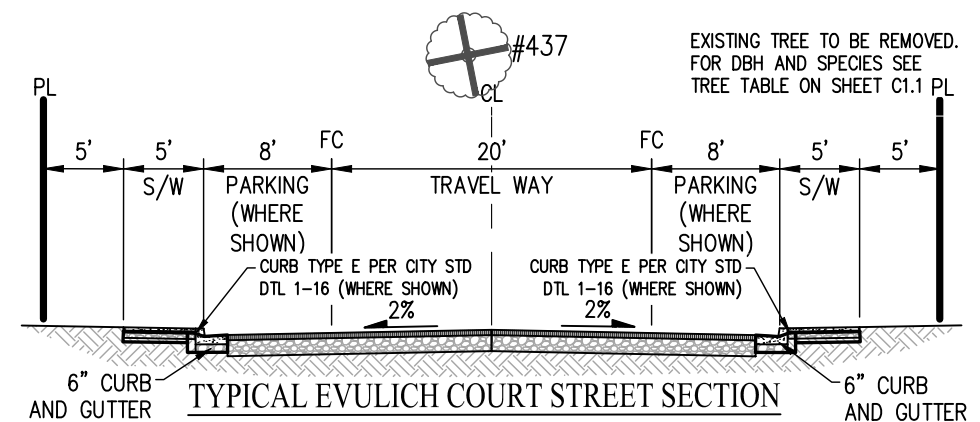 #437
EXISTING TREE TO BE REMOVED.
FOR DBH AND SPECIES SEE
TREE TABLE ON SHEET C1.1
PL
CL
PL
5'
5'
8'
FC
20'
FC
8'
5'
5'
S/W
PARKING
(WHERE
SHOWN)
TRAVEL WAY
PARKING
(WHERE
SHOWN)
S/W
CURB TYPE E PER CITY STD
DTL 1-16 (WHERE SHOWN)
CURB TYPE E PER CITY STD
DTL 1-16 (WHERE SHOWN)
2%
2%
6" CURB
AND GUTTER
TYPICAL EVULICH COURT STREET SECTION
6" CURB
AND GUTTER